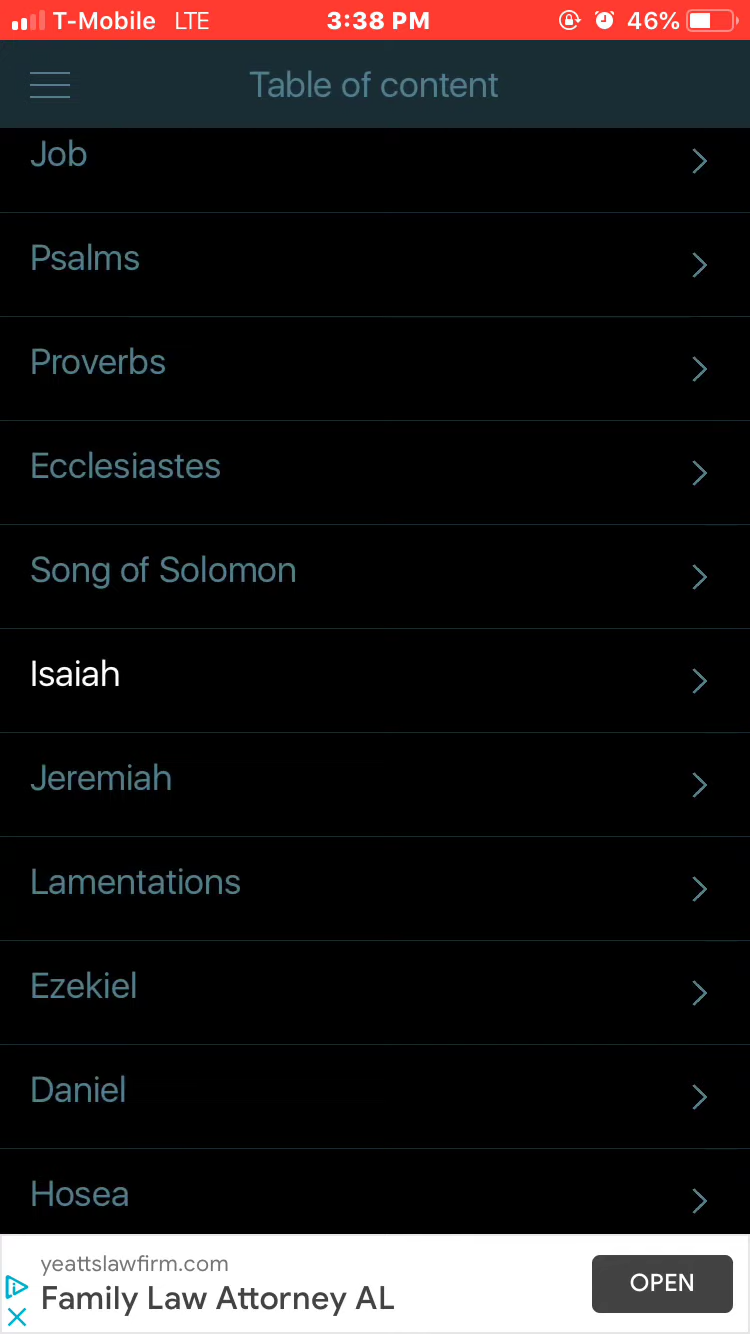 T-Mobile LTE 3:38 PM 46%
Table of content
Job
Psalms
Proverbs
Ecclesiastes
Song of Solomon
Isaiah
Jeremiah
Lamentations
Ezekiel
Daniel
Hosea
yeattslawfirm.com
Family Law Attorney AL
OPEN